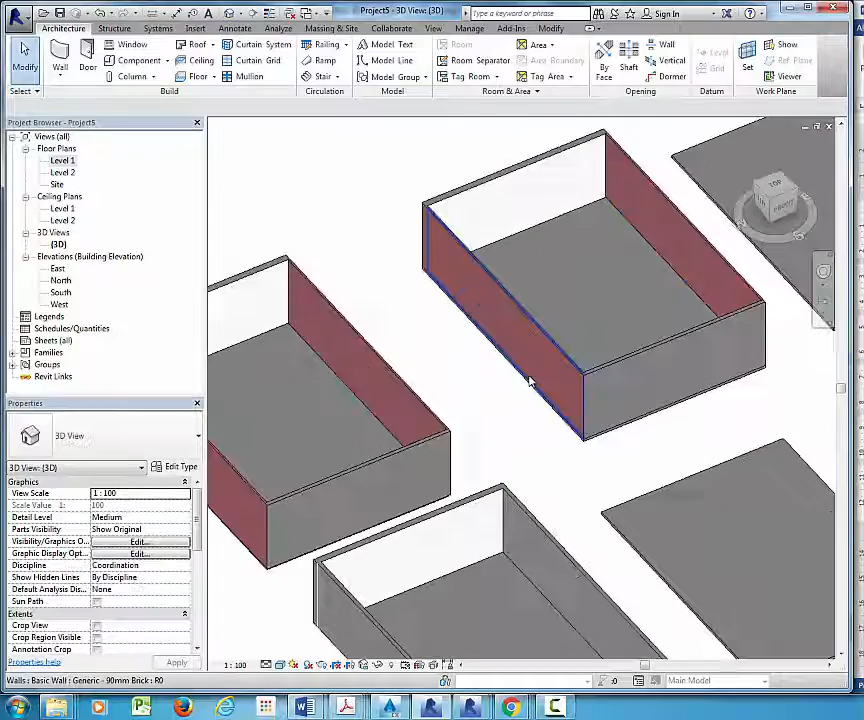 Project5 - 3D View: {3D}
Type a keyword or phrase
Sign In
Architecture Structure Systems Insert Annotate Analyze Massing & Site Collaborate View Manage Add-Ins Modify
Modify
Wall
Door
Window
Component
Column
Roof
Ceiling
Floor
Curtain System
Curtain Grid
Mullion
Railing
Ramp
Stair
Model Text
Model Line
Model Group
Room
Room Separator
Tag Room
Area
Area Boundary
Tag Area
By Face
Shaft
Wall
Vertical
Dormer
Level
Grid
Set
Show
Ref Plane
Viewer
Select Build Circulation Model Room & Area Opening Datum Work Plane
Project Browser - Project5
Views (all)
Floor Plans
Level 1
Level 2
Site
Ceiling Plans
Level 1
Level 2
3D Views
{3D}
Elevations (Building Elevation)
East
North
South
West
Legends
Schedules/Quantities
Sheets (all)
Families
Groups
Revit Links
TOP
FRONT
Properties
3D View
3D View: {3D} Edit Type
Graphics
View Scale 1 : 100
Scale Value 1: 100
Detail Level Medium
Parts Visibility Show Original
Visibility/Graphics O... Edit...
Graphic Display Opt... Edit...
Discipline Coordination
Show Hidden Lines By Discipline
Default Analysis Dis... None
Sun Path
Extents
Crop View
Crop Region Visible
Annotation Crop
Properties help Apply
1 : 100
Walls : Basic Wall : Generic - 90mm Brick : R0
:0
Main Model